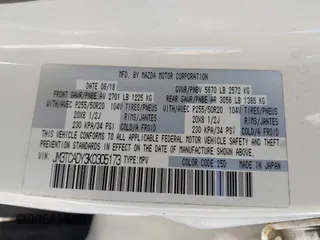 MFD. BY MAZDA MOTOR CORPORATION
DATE 08/18 GVWR/PNBV 5670 LB 2572 KG
FRONT GAWR/PNBE AV 2701 LB 1225 KG REAR GAWR/PNBE AR 3056 LB 1386 KG
WITH/AVEC P255/50R20 104V TIRES/PNEUS WITH/AVEC P255/50R20 104V TIRES/PNEUS
20X8 1/2J RIMS/JANTES 20X8 1/2J RIMS/JANTES
230 KPA/34 PSI COLD/A FROID 230 KPA/34 PSI COLD/A FROID
THIS VEHICLE CONFORMS TO ALL APPLICABLE FEDERAL MOTOR VEHICLE SAFETY, BUMPER, AND THEFT
PREVENTION STANDARDS IN EFFECT ON THE DATE OF MANUFACTURE SHOWN ABOVE.
VIN: JM3TCADY3K0305173 TYPE:MPV
COLOR CODE 25D MADE IN JAPAN